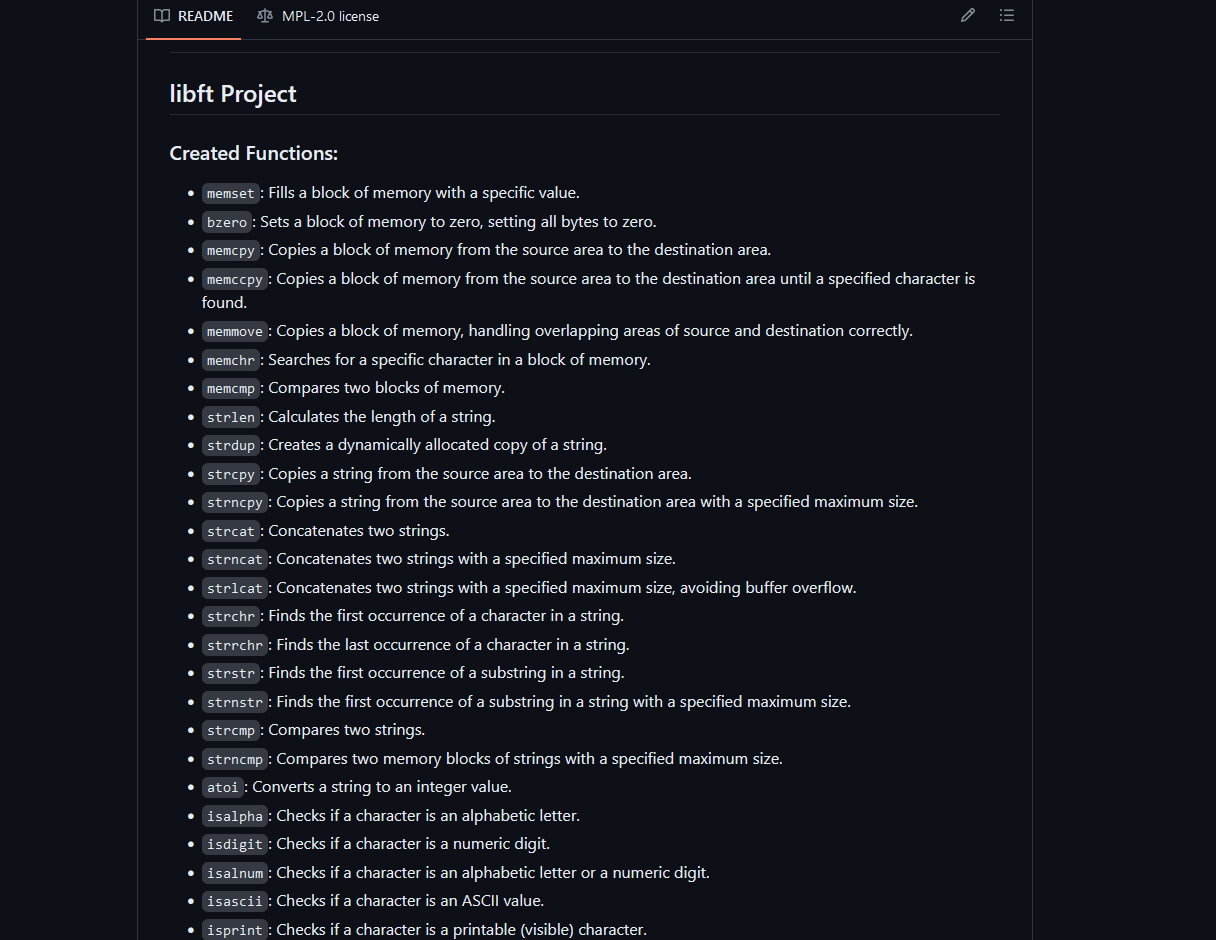 README
MPL-2.0 license
libft Project
Created Functions:
memset: Fills a block of memory with a specific value.
bzero: Sets a block of memory to zero, setting all bytes to zero.
memcpy: Copies a block of memory from the source area to the destination area.
memccpy: Copies a block of memory from the source area to the destination area until a specified character is
found.
memmove: Copies a block of memory, handling overlapping areas of source and destination correctly.
memchr: Searches for a specific character in a block of memory.
memcmp: Compares two blocks of memory.
strlen: Calculates the length of a string.
strdup: Creates a dynamically allocated copy of a string.
strcpy: Copies a string from the source area to the destination area.
strncpy: Copies a string from the source area to the destination area with a specified maximum size.
strcat: Concatenates two strings.
strncat: Concatenates two strings with a specified maximum size.
strlcat: Concatenates two strings with a specified maximum size, avoiding buffer overflow.
strchr: Finds the first occurrence of a character in a string.
strrchr: Finds the last occurrence of a character in a string.
strstr: Finds the first occurrence of a substring in a string.
strnstr: Finds the first occurrence of a substring in a string with a specified maximum size.
strcmp: Compares two strings.
strncmp: Compares two memory blocks of strings with a specified maximum size.
atoi: Converts a string to an integer value.
isalpha: Checks if a character is an alphabetic letter.
isdigit: Checks if a character is a numeric digit.
isalnum: Checks if a character is an alphabetic letter or a numeric digit.
isascii: Checks if a character is an ASCII value.
isprint: Checks if a character is a printable (visible) character.